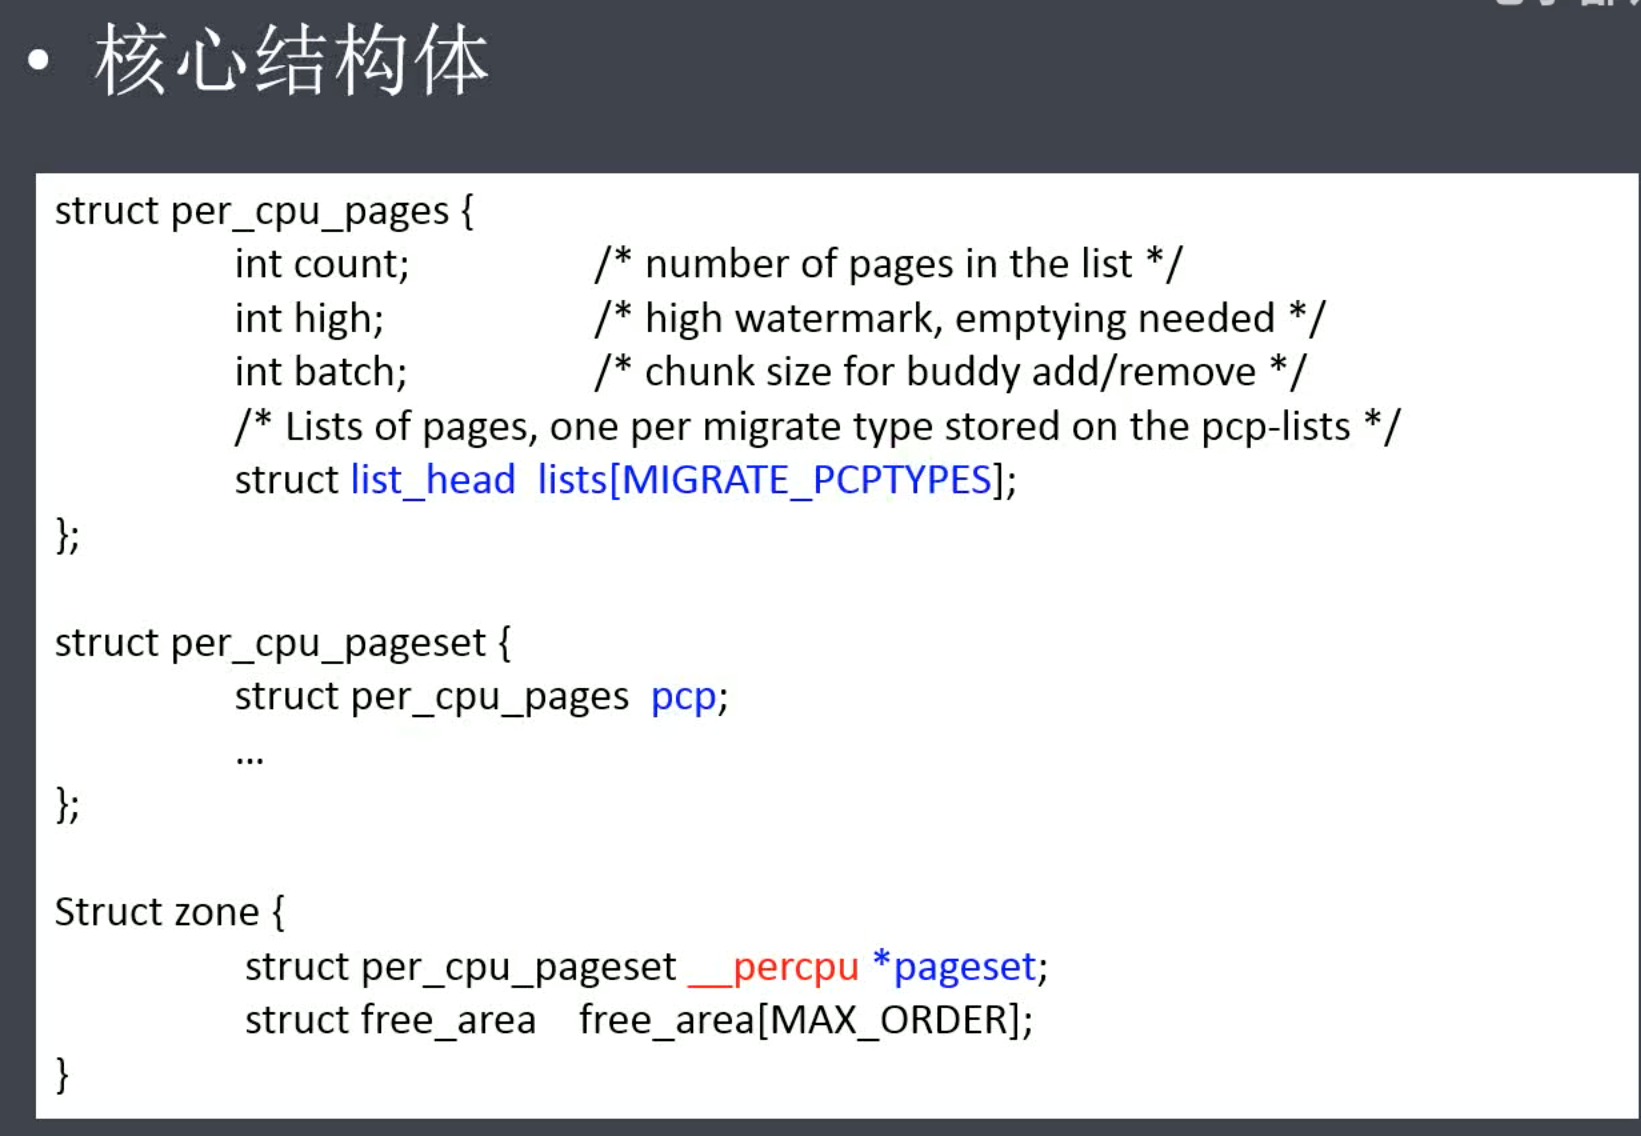 • 核心结构体
struct per_cpu_pages {
int count; /* number of pages in the list */
int high; /* high watermark, emptying needed */
int batch; /* chunk size for buddy add/remove */
/* Lists of pages, one per migrate type stored on the pcp-lists */
struct list_head lists[MIGRATE_PCPTYPES];
};
struct per_cpu_pageset {
struct per_cpu_pages pcp;
...
};
Struct zone {
struct per_cpu_pageset __percpu *pageset;
struct free_area free_area[MAX_ORDER];
}